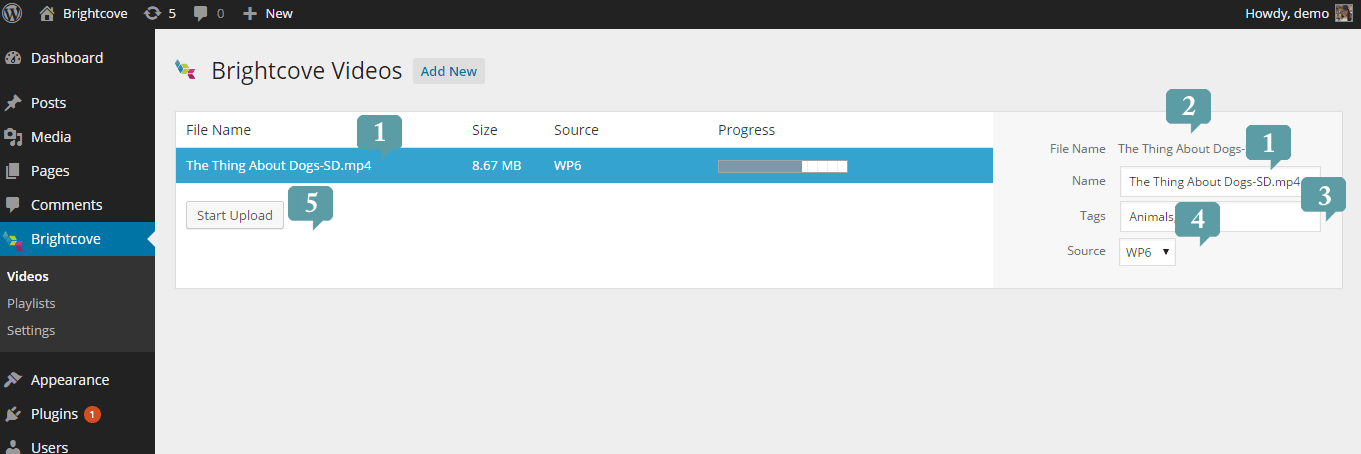 Brightcove 5 0 New Howdy, demo
Dashboard
Posts
Media
Pages
Comments
Brightcove
Videos
Playlists
Settings
Appearance
Plugins 1
Users
Brightcove Videos Add New
File Name 1 Size Source Progress
The Thing About Dogs-SD.mp4 8.67 MB WP6
Start Upload 5
2
File Name The Thing About Dogs- 1
Name The Thing About Dogs-SD.mp4
3
Tags Animals 4
Source WP6